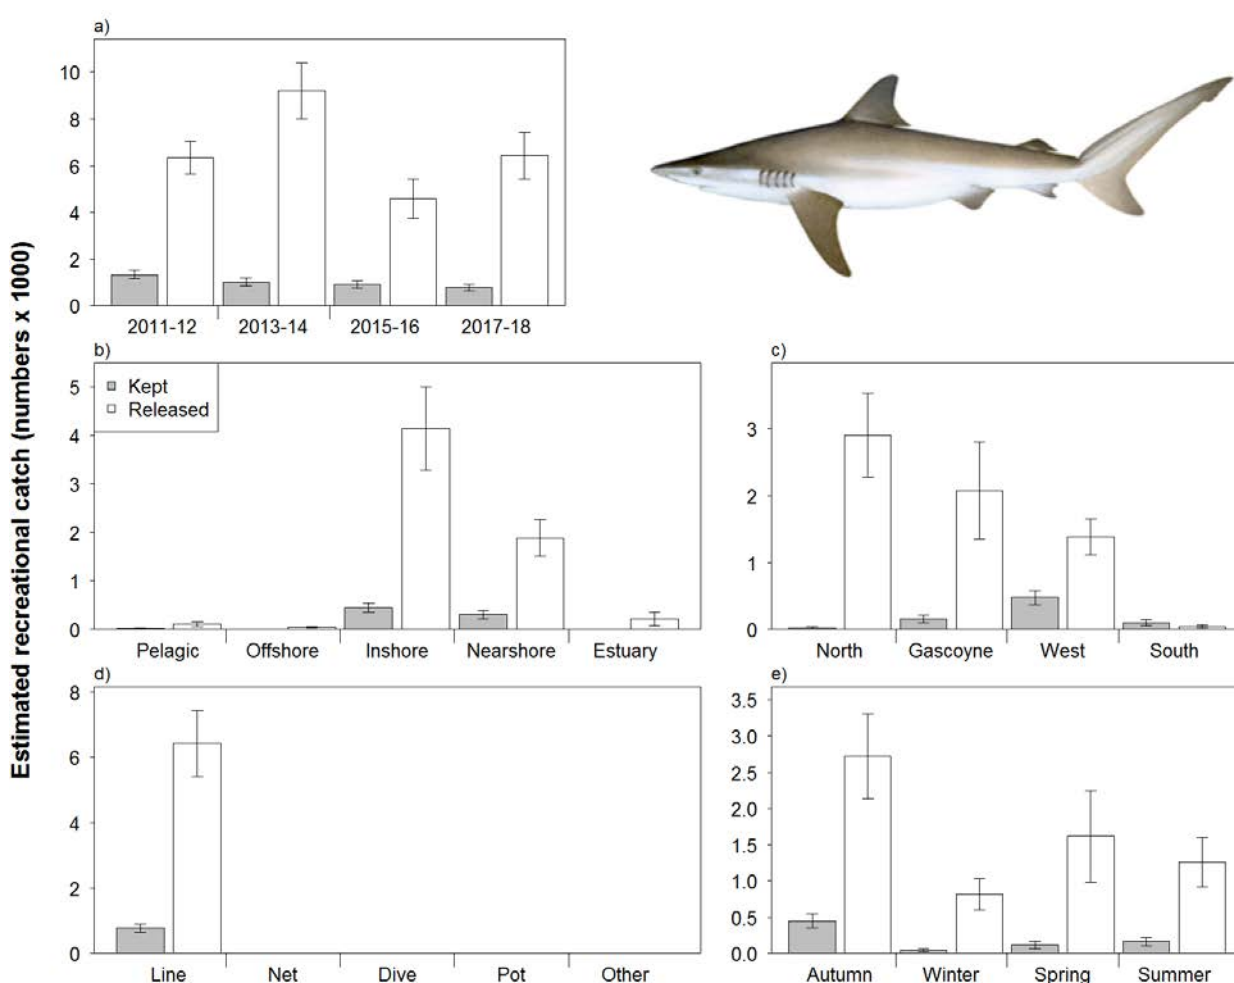 Estimated recreational catch (numbers x 1000)
a)
10
8
6
4
2
0
2011-12 2013-14 2015-16 2017-18
b)
Kept
Released
5
4
3
2
1
0
Pelagic Offshore Inshore Nearshore Estuary
c)
3
2
1
0
North Gascoyne West South
d)
8
6
4
2
0
Line Net Dive Pot Other
e)
3.5
3.0
2.5
2.0
1.5
1.0
0.5
0.0
Autumn Winter Spring Summer